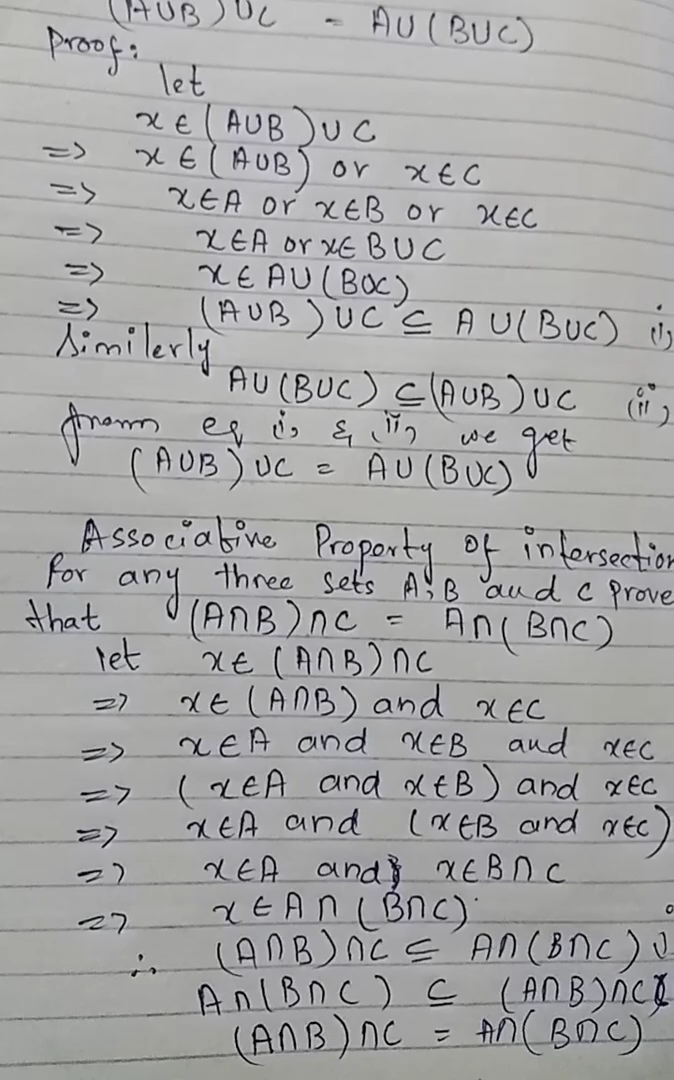 (AUB)UC = AU(BUC)
Proof:
let
x∈(AUB)UC
=> x∈(AUB) or x∈C
=> x∈A or x∈B or x∈C
=> x∈A or x∈BUC
=> x∈AU(BUC)
=> (AUB)UC ⊆ AU(BUC) i,
Similerly
AU(BUC) ⊆ (AUB)UC (ii,
from eq i, & ii, we get
(AUB)UC = AU(BUC)
Associative Property of intersection
for any three sets A, B and C prove
that (A∩B)∩C = A∩(B∩C)
let x∈(A∩B)∩C
=> x∈(A∩B) and x∈C
=> x∈A and x∈B and x∈C
=> (x∈A and x∈B) and x∈C
=> x∈A and (x∈B and x∈C)
=> x∈A and x∈B∩C
=> x∈A∩(B∩C)
∴ (A∩B)∩C ⊆ A∩(B∩C) i
A∩(B∩C) ⊆ (A∩B)∩C
(A∩B)∩C = A∩(B∩C)